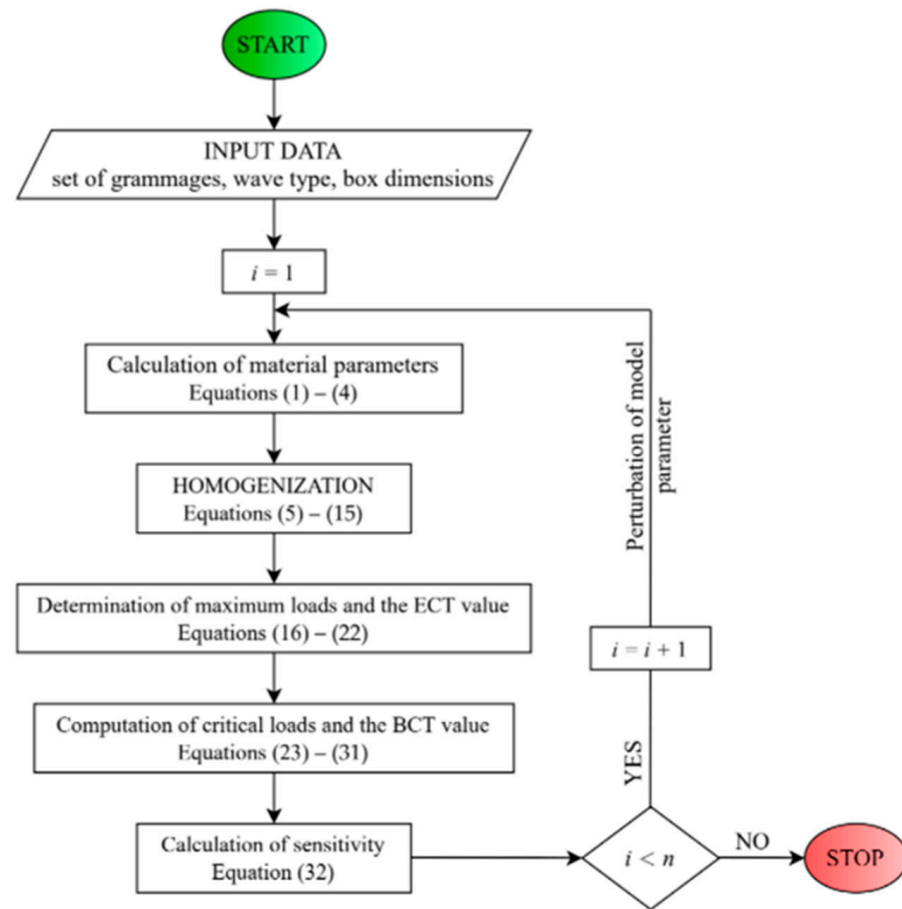 START
INPUT DATA
set of grammages, wave type, box dimensions
i = 1
Calculation of material parameters
Equations (1) – (4)
HOMOGENIZATION
Equations (5) – (15)
Determination of maximum loads and the ECT value
Equations (16) – (22)
Computation of critical loads and the BCT value
Equations (23) – (31)
Calculation of sensitivity
Equation (32)
i < n
NO
STOP
YES
i = i + 1
Perturbation of model
parameter